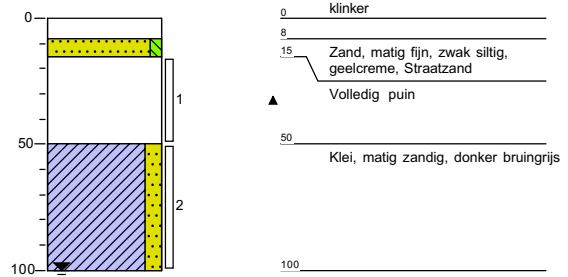 0
50
100
1
2
0
klinker
8
15
Zand, matig fijn, zwak siltig,
geelcreme, Straatzand
Volledig puin
50
Klei, matig zandig, donker bruingrijs
100